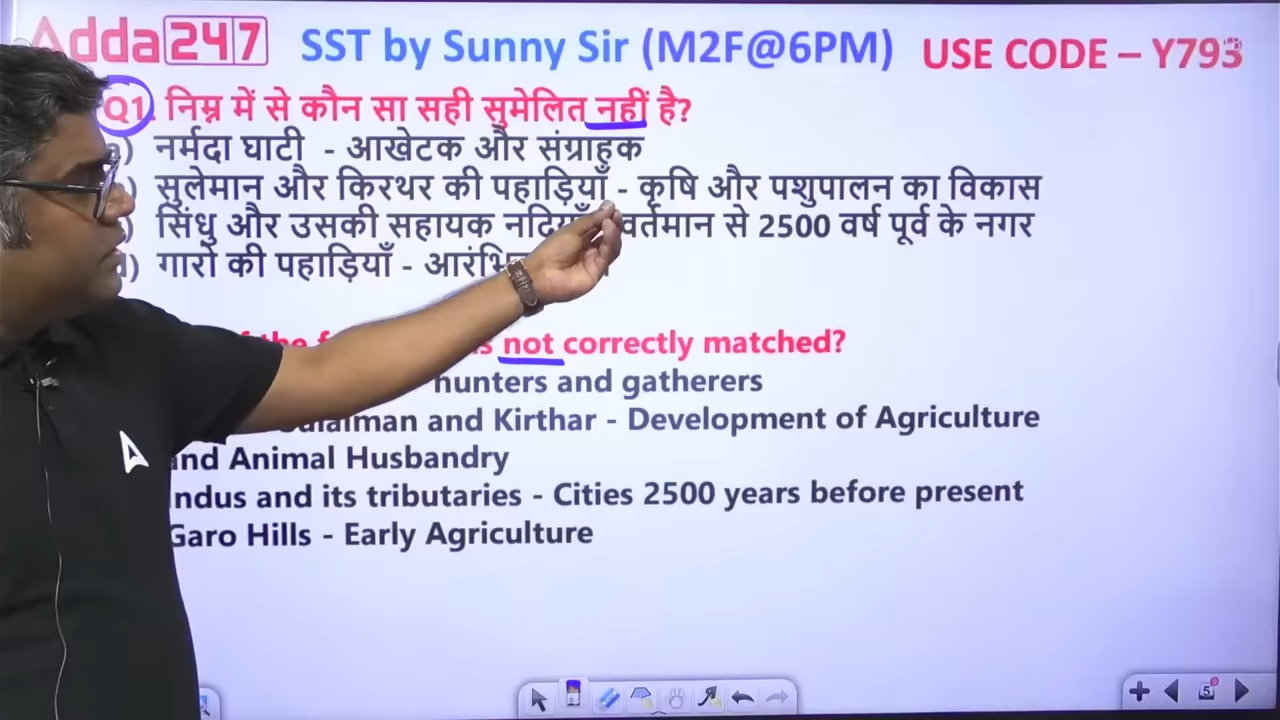 Adda247
SST by Sunny Sir (M2F@6PM)
USE CODE – Y793
Q1. निम्न में से कौन सा सही सुमेलित नहीं है?
a) नर्मदा घाटी - आखेटक और संग्राहक
) सुलेमान और किरथर की पहाड़ियाँ - कृषि और पशुपालन का विकास
) सिंधु और उसकी सहायक नदियाँ वर्तमान से 2500 वर्ष पूर्व के नगर
d) गारो की पहाड़ियाँ -
not correctly matched?
hunters and gatherers
and Kirthar - Development of Agriculture
and Animal Husbandry
Indus and its tributaries - Cities 2500 years before present
Garo Hills - Early Agriculture
5